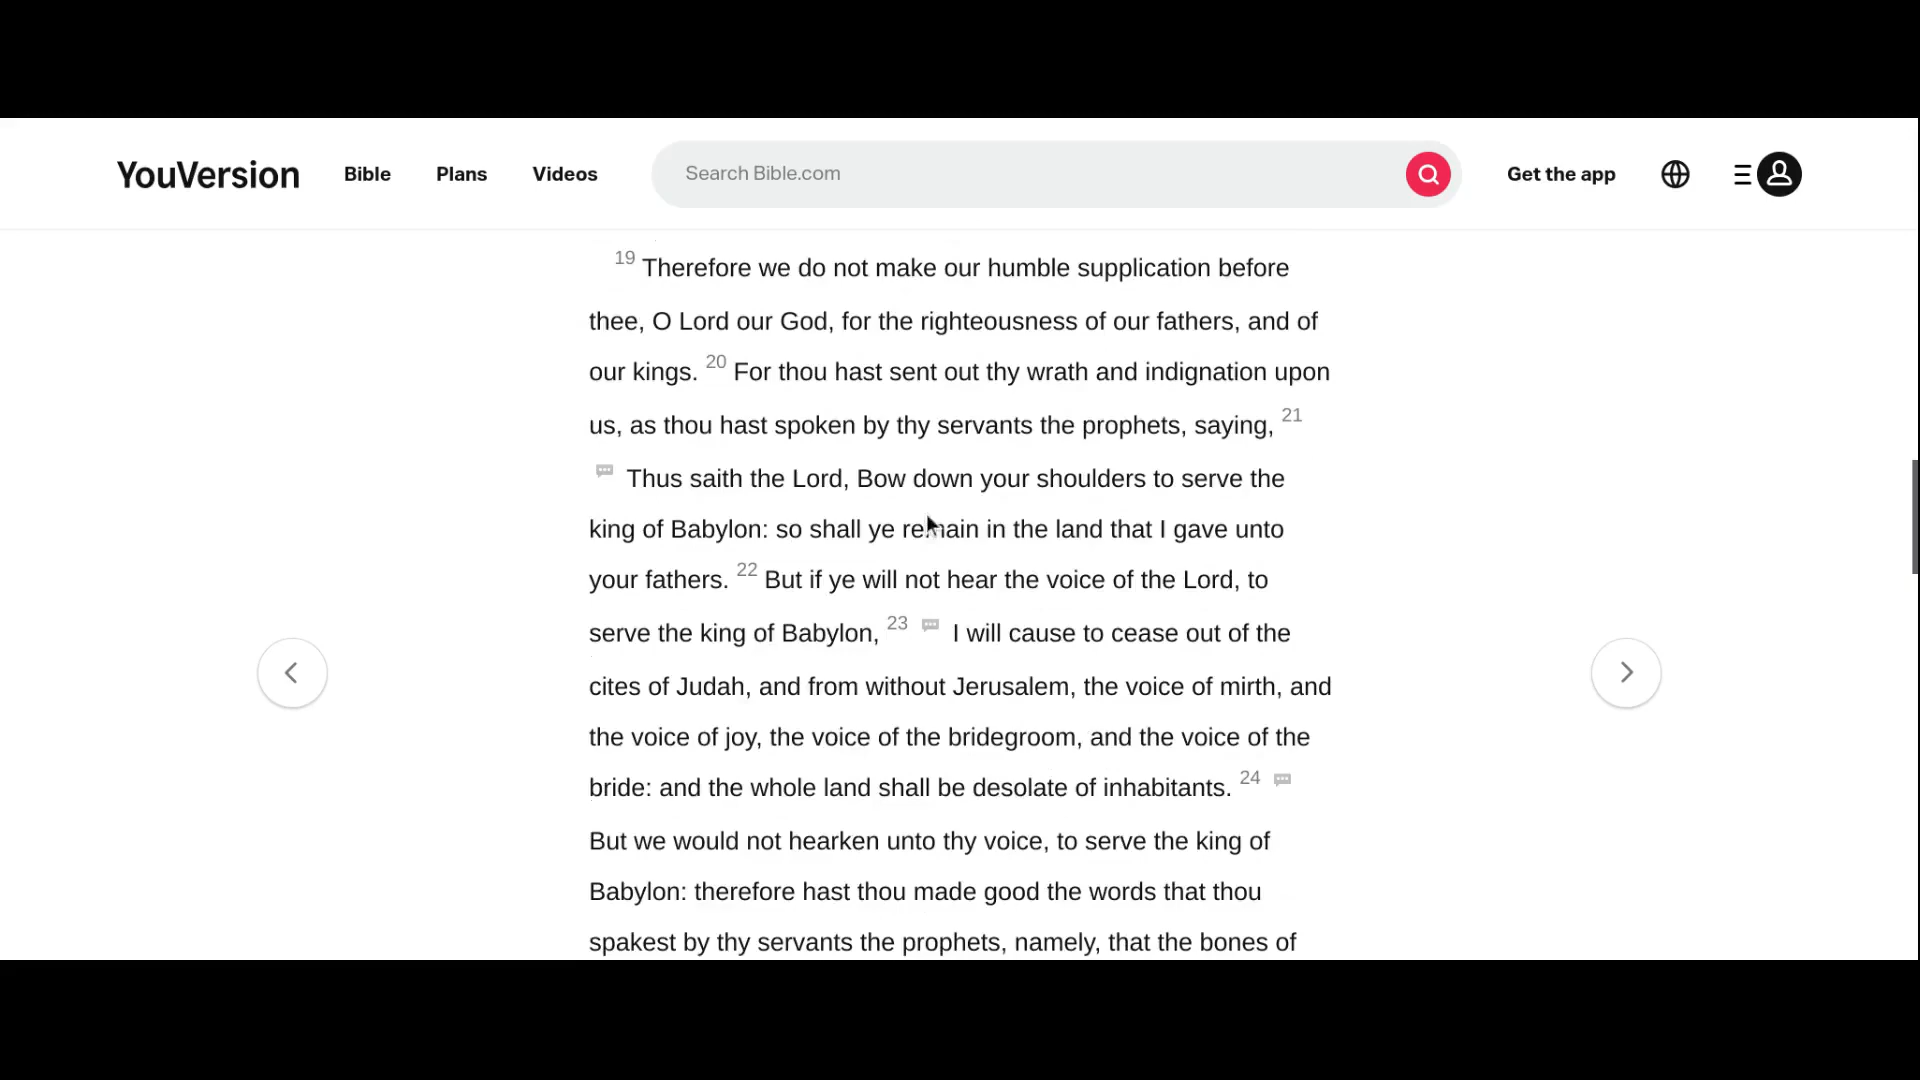 YouVersion Bible Plans Videos Search Bible.com Get the app
19 Therefore we do not make our humble supplication before
thee, O Lord our God, for the righteousness of our fathers, and of
our kings. 20 For thou hast sent out thy wrath and indignation upon
us, as thou hast spoken by thy servants the prophets, saying, 21
Thus saith the Lord, Bow down your shoulders to serve the
king of Babylon: so shall ye remain in the land that I gave unto
your fathers. 22 But if ye will not hear the voice of the Lord, to
serve the king of Babylon, 23 I will cause to cease out of the
cites of Judah, and from without Jerusalem, the voice of mirth, and
the voice of joy, the voice of the bridegroom, and the voice of the
bride: and the whole land shall be desolate of inhabitants. 24
But we would not hearken unto thy voice, to serve the king of
Babylon: therefore hast thou made good the words that thou
spakest by thy servants the prophets, namely, that the bones of